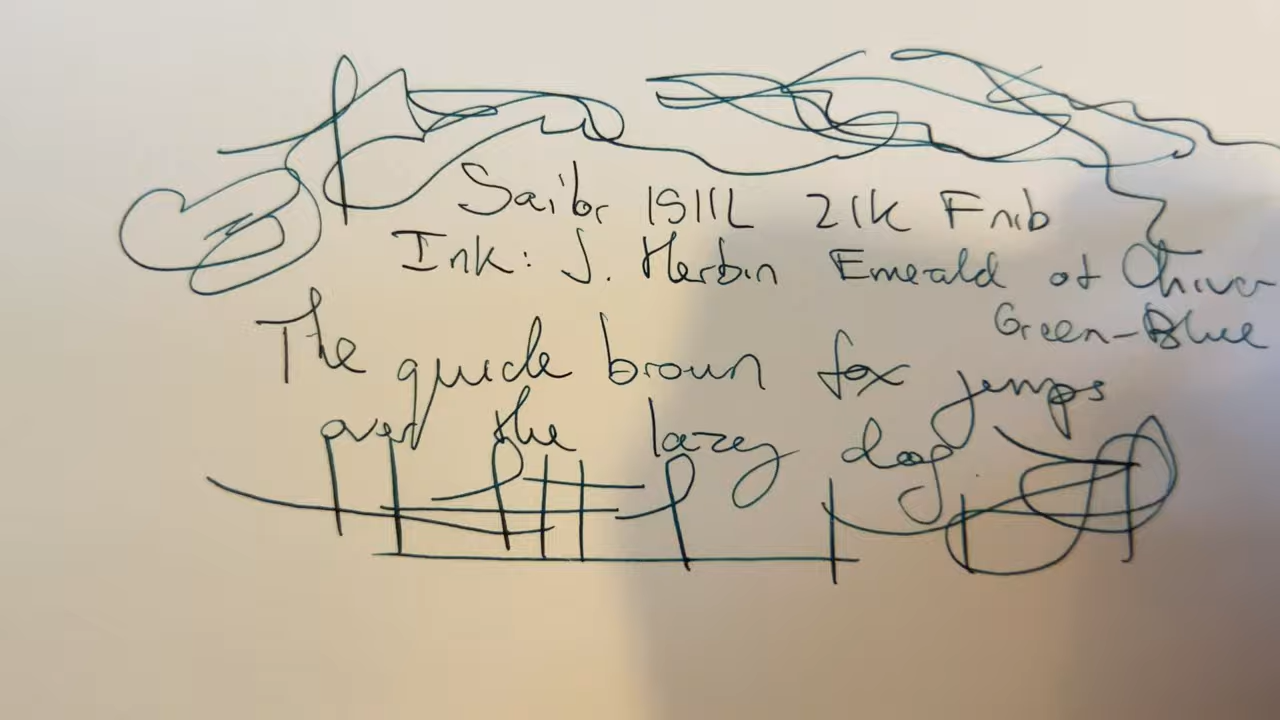 Sailor 1911L 21K F nib
Ink: J. Herbin Emerald of Chivor
Green-Blue
The quick brown fox jumps
over the lazy dog.